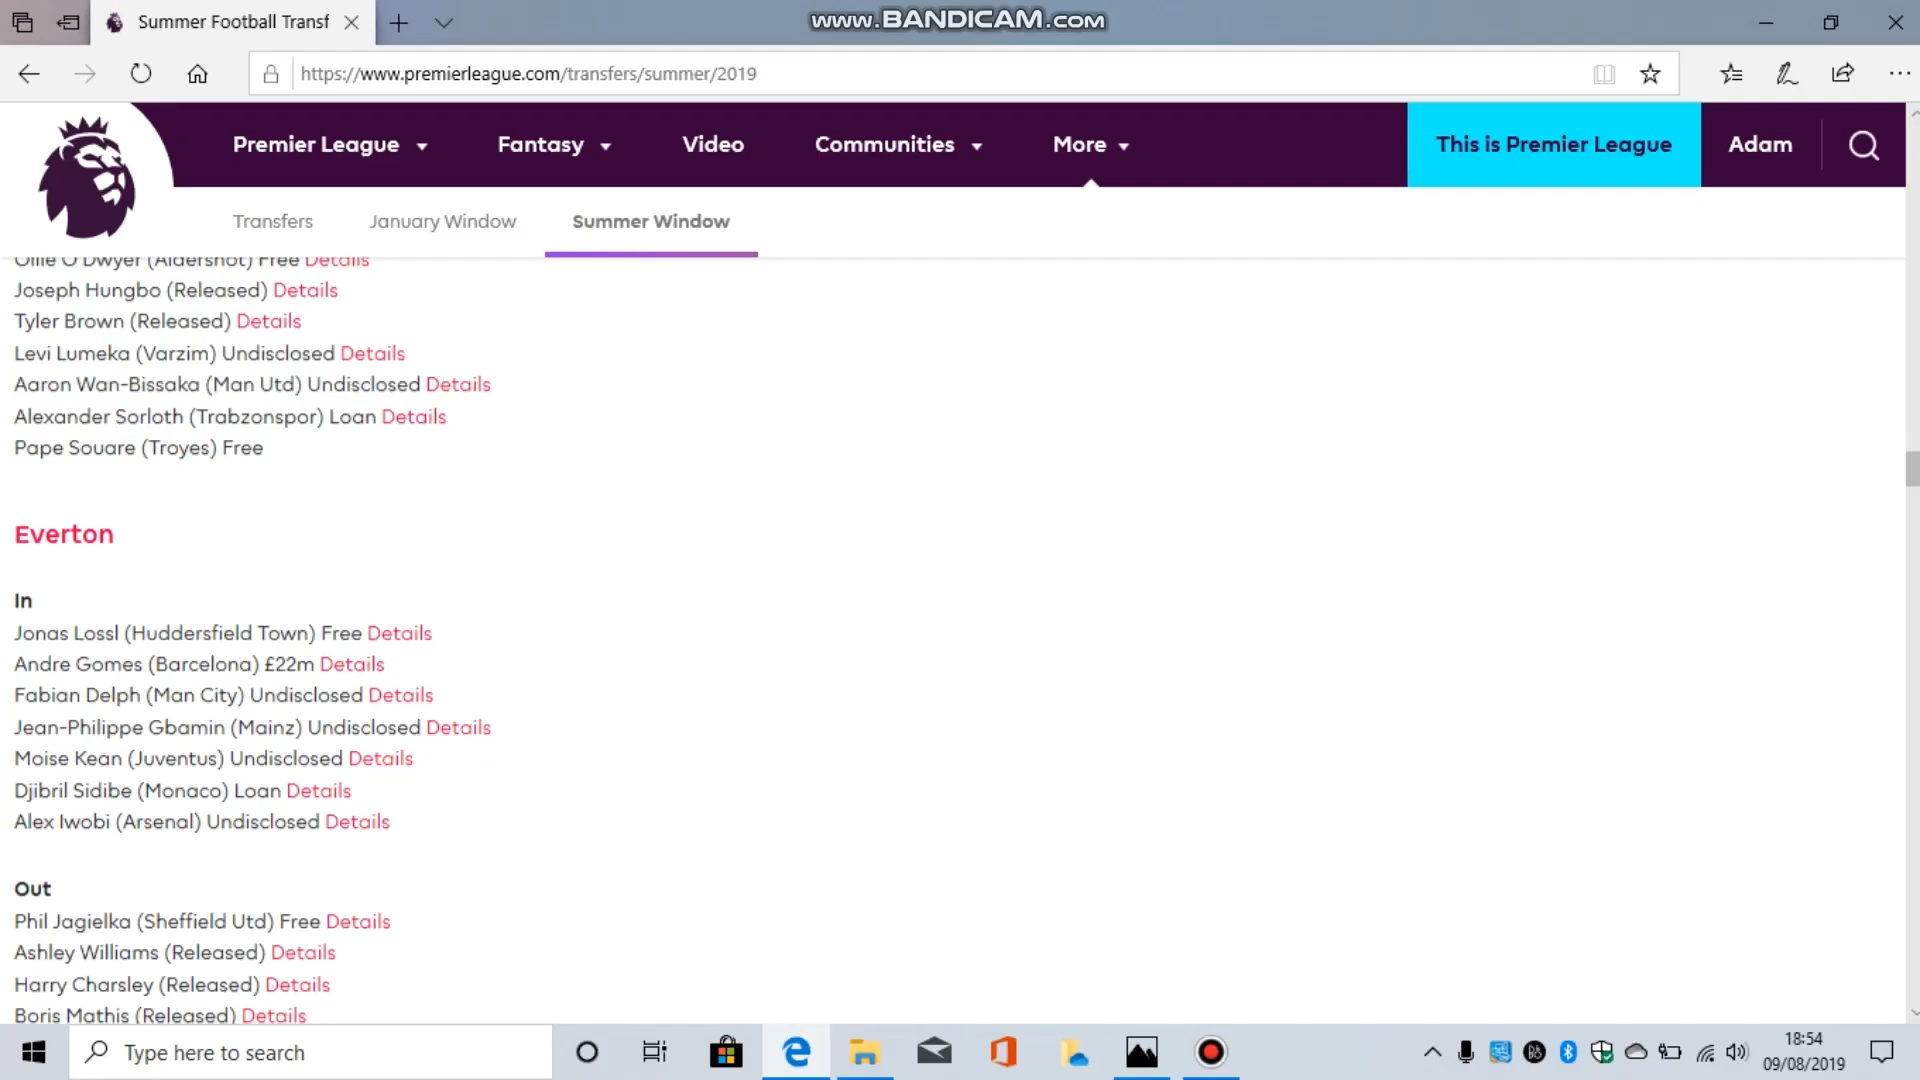 Summer Football Transf
www.BANDICAM.com
https://www.premierleague.com/transfers/summer/2019
Premier League
Fantasy
Video
Communities
More
This is Premier League
Adam
Transfers
January Window
Summer Window
Ollie O'Dwyer (Aldershot) Free Details
Joseph Hungbo (Released) Details
Tyler Brown (Released) Details
Levi Lumeka (Varzim) Undisclosed Details
Aaron Wan-Bissaka (Man Utd) Undisclosed Details
Alexander Sorloth (Trabzonspor) Loan Details
Pape Souare (Troyes) Free
Everton
In
Jonas Lossl (Huddersfield Town) Free Details
Andre Gomes (Barcelona) £22m Details
Fabian Delph (Man City) Undisclosed Details
Jean-Philippe Gbamin (Mainz) Undisclosed Details
Moise Kean (Juventus) Undisclosed Details
Djibril Sidibe (Monaco) Loan Details
Alex Iwobi (Arsenal) Undisclosed Details
Out
Phil Jagielka (Sheffield Utd) Free Details
Ashley Williams (Released) Details
Harry Charsley (Released) Details
Boris Mathis (Released) Details
Type here to search
18:54
09/08/2019